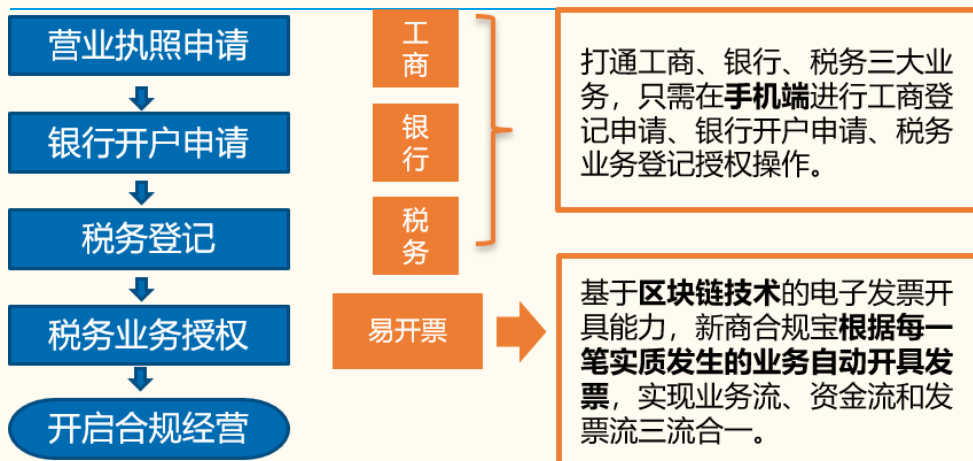 营业执照申请
银行开户申请
税务登记
税务业务授权
开启合规经营
工
商
银
行
税
务
易开票
打通工商、银行、税务三大业
务，只需在手机端进行工商登
记申请、银行开户申请、税务
业务登记授权操作。
基于区块链技术的电子发票开
具能力，新商合规宝根据每一
笔实质发生的业务自动开具发
票，实现业务流、资金流和发
票流三流合一。